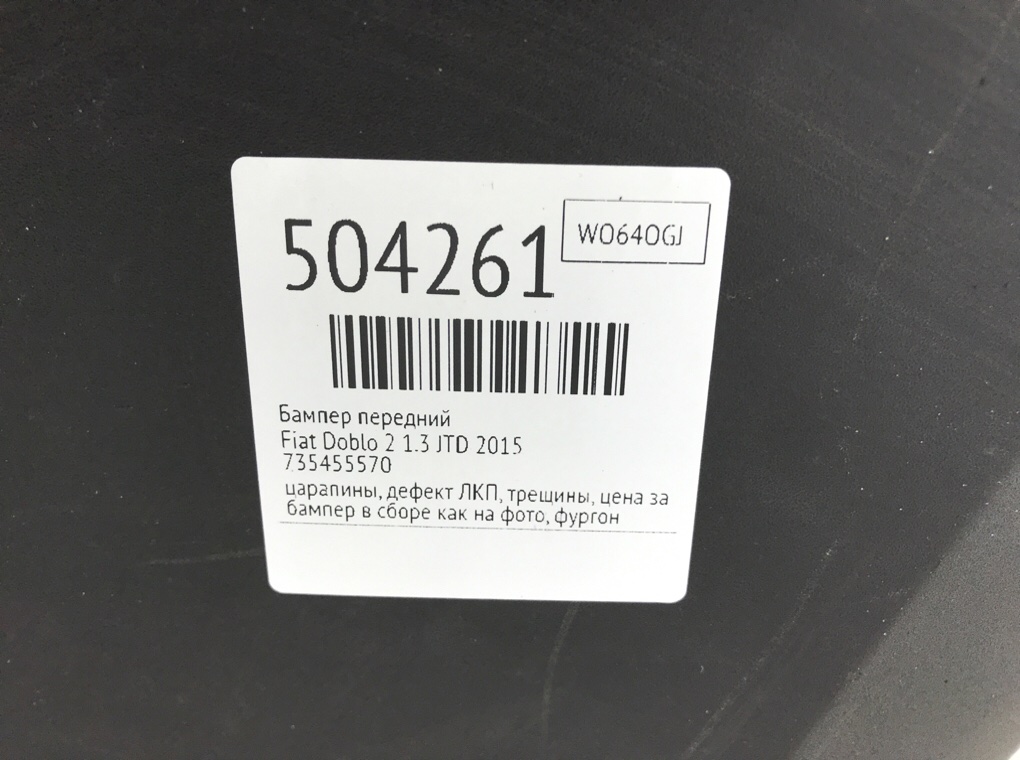 504261
WO64OGJ
Бампер передний
Fiat Doblo 2 1.3 JTD 2015
735455570
царапины, дефект ЛКП, трещины, цена за
бампер в сборе как на фото, фургон